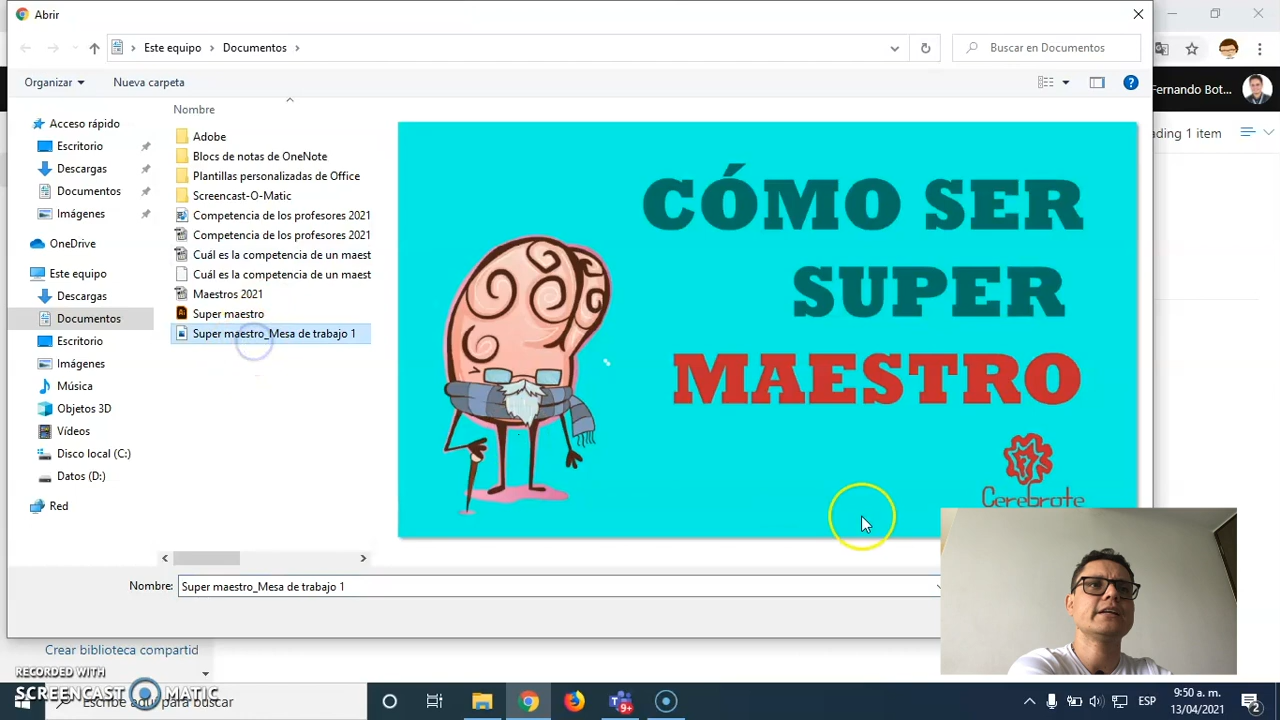 Abrir
Este equipo
Documentos
Buscar en Documentos
Organizar
Nueva carpeta
Fernando Bot...
ading 1 item
Nombre
Acceso rápido
Escritorio
Descargas
Documentos
Imágenes
OneDrive
Este equipo
Descargas
Documentos
Escritorio
Imágenes
Música
Objetos 3D
Vídeos
Disco local (C:)
Datos (D:)
Red
Adobe
Blocs de notas de OneNote
Plantillas personalizadas de Office
Screencast-O-Matic
Competencia de los profesores 2021
Competencia de los profesores 2021
Cuál es la competencia de un maest
Cuál es la competencia de un maest
Maestros 2021
Super maestro
Super maestro_Mesa de trabajo 1
CÓMO SER
SUPER
MAESTRO
Cerebrote
Nombre:
Super maestro_Mesa de trabajo 1
Crear biblioteca compartid
RECORDED WITH
SCREENCAST MATIC
Escribe aquí para buscar
9+
ESP
9:50 a. m.
13/04/2021
2